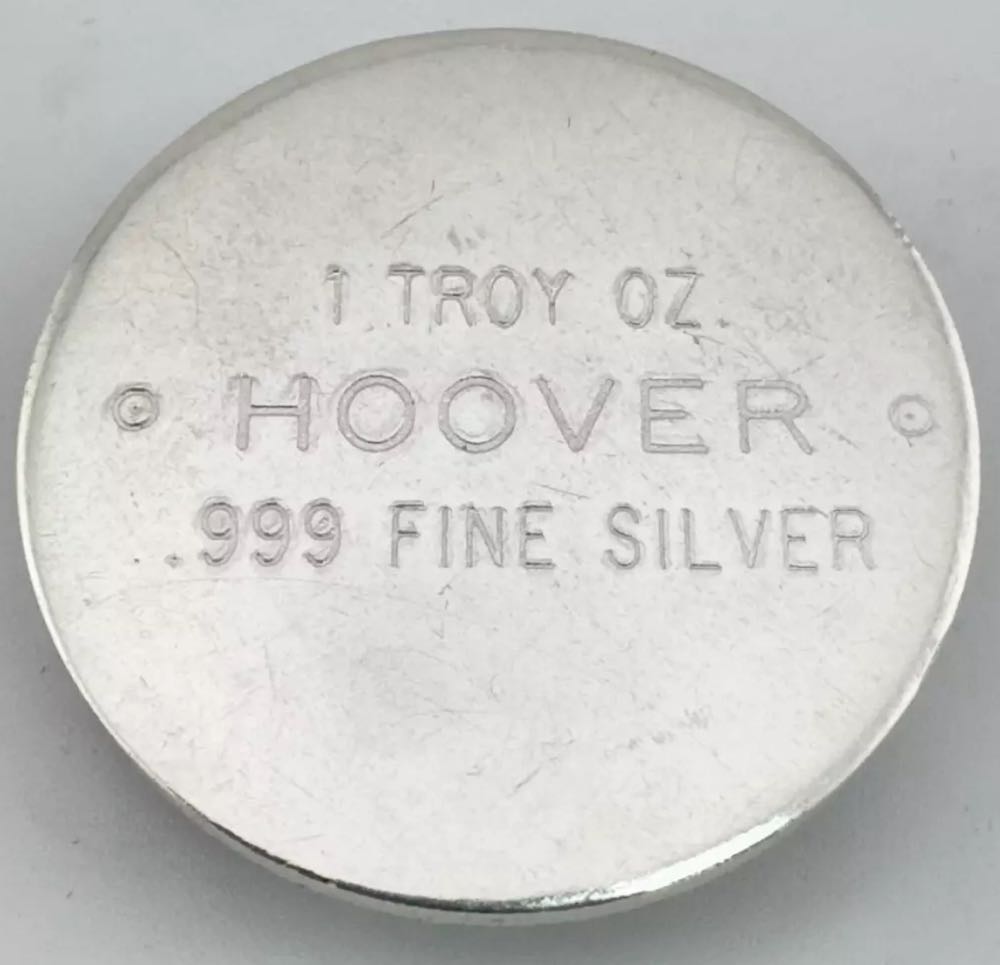 1 TROY OZ.
HOOVER
.999 FINE SILVER